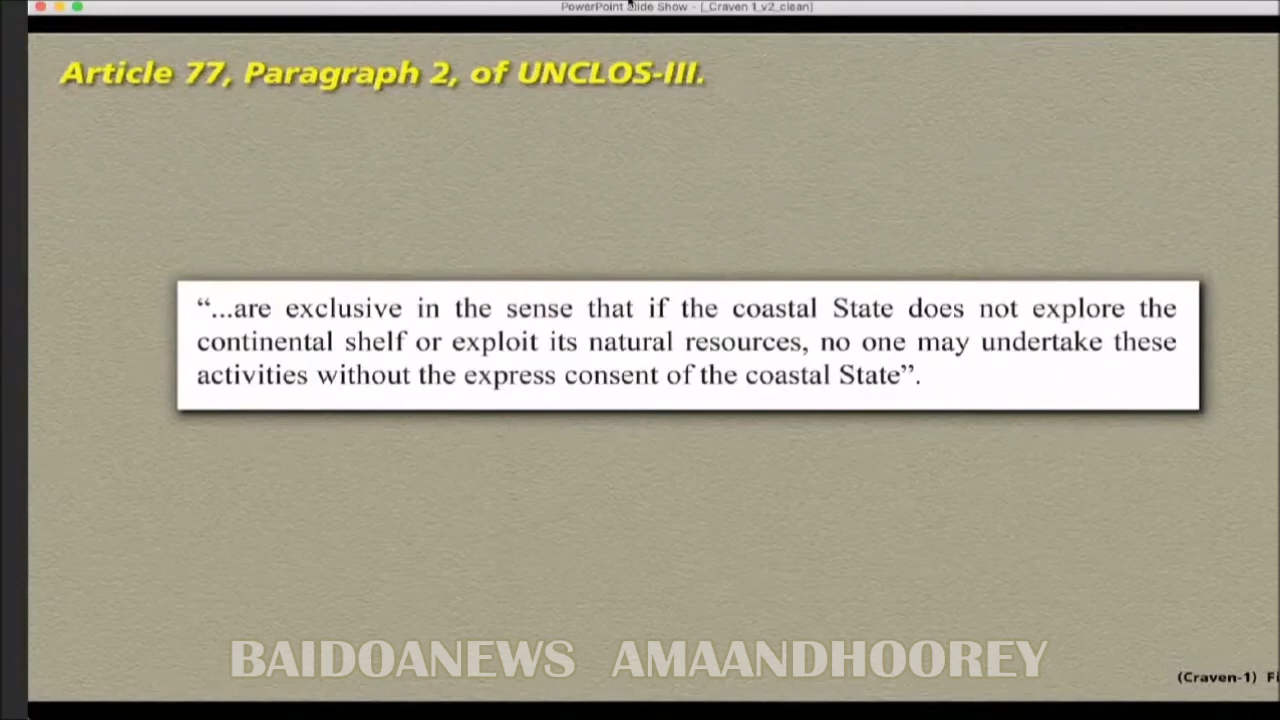 PowerPoint Slide Show - [_Craven 1_v2_clean]
Article 77, Paragraph 2, of UNCLOS-III.
“...are exclusive in the sense that if the coastal State does not explore the
continental shelf or exploit its natural resources, no one may undertake these
activities without the express consent of the coastal State”.
BAIDOANEWS AMAANDHOOREY
(Craven-1)